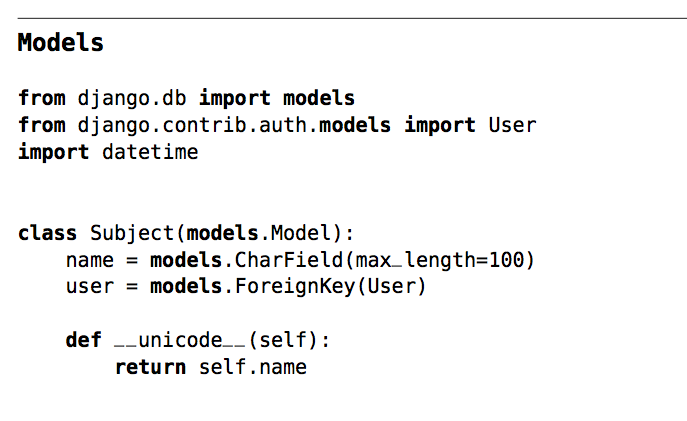 Models
from django.db import models
from django.contrib.auth.models import User
import datetime
class Subject(models.Model):
    name = models.CharField(max_length=100)
    user = models.ForeignKey(User)
    def __unicode__(self):
        return self.name